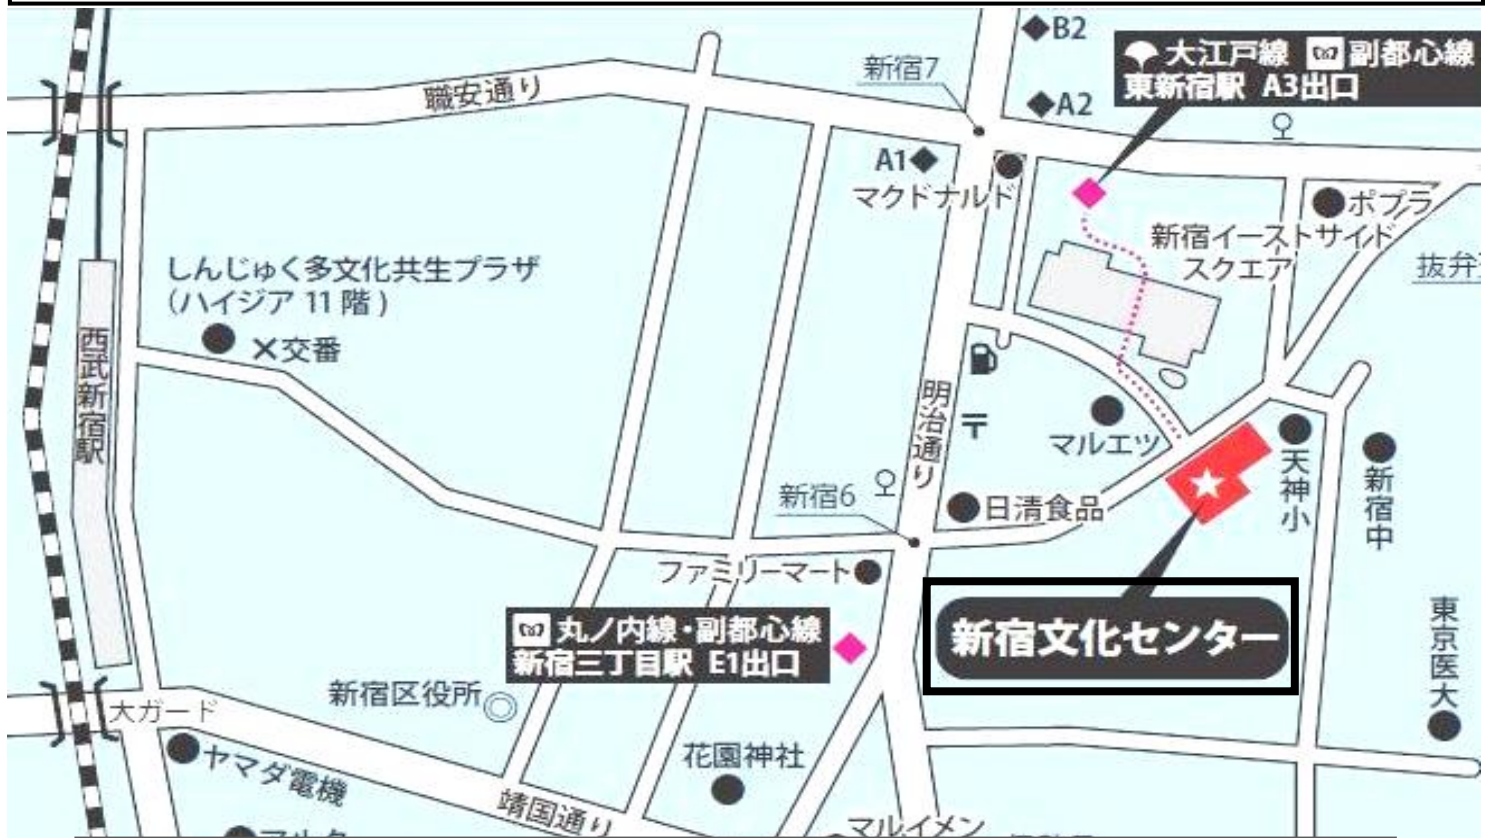 B2
大江戸線 副都心線
東新宿駅 A3出口
新宿7
職安通り
A2
A1
マクドナルド
ポプラ
新宿イーストサイド
スクエア
抜弁
しんじゅく多文化共生プラザ
(ハイジア 11 階 )
交番
西武新宿駅
明治通り
〒
マルエツ
天神小
新宿中
新宿6
日清食品
ファミリーマート
丸ノ内線・副都心線
新宿三丁目駅 E1出口
新宿文化センター
東京医大
新宿区役所
大ガード
ヤマダ電機
花園神社
靖国通り
マルイメン